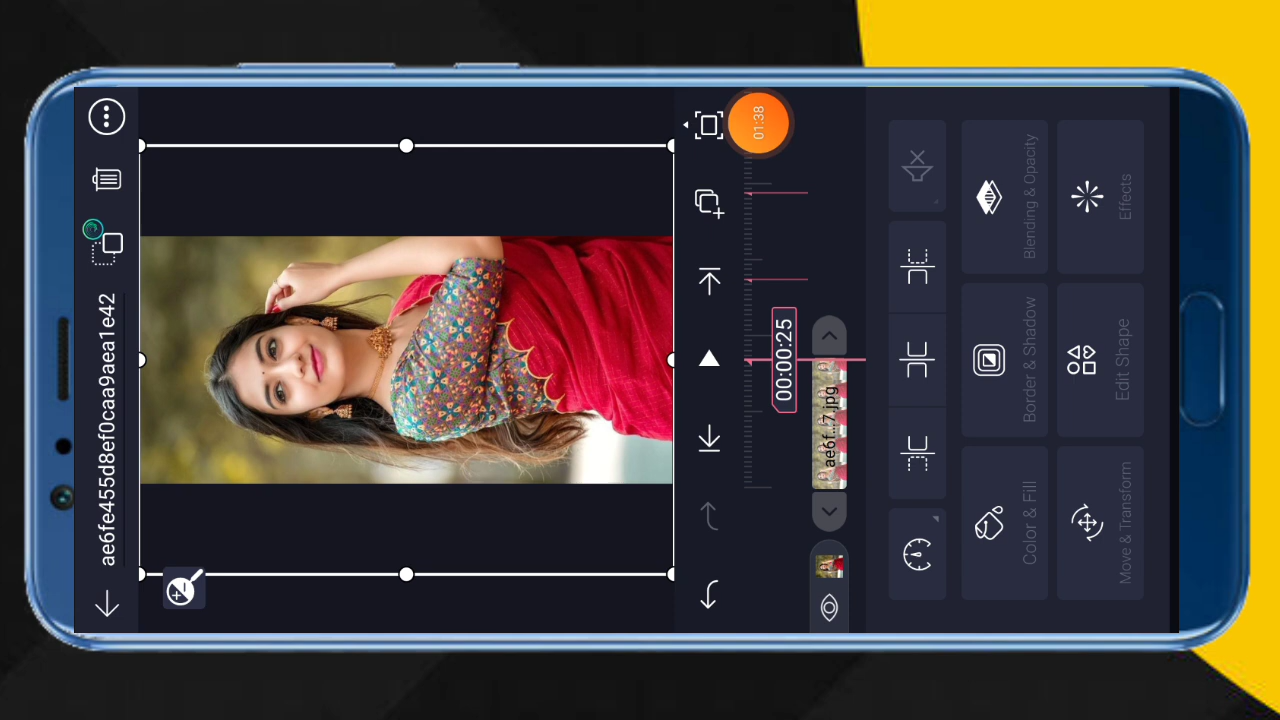 ae6fe455d8ef0caa9aea1e42
01:38
00:00:25
ae6f...7.jpg
Move & Transform
Edit Shape
Effects
Color & Fill
Border & Shadow
Blending & Opacity